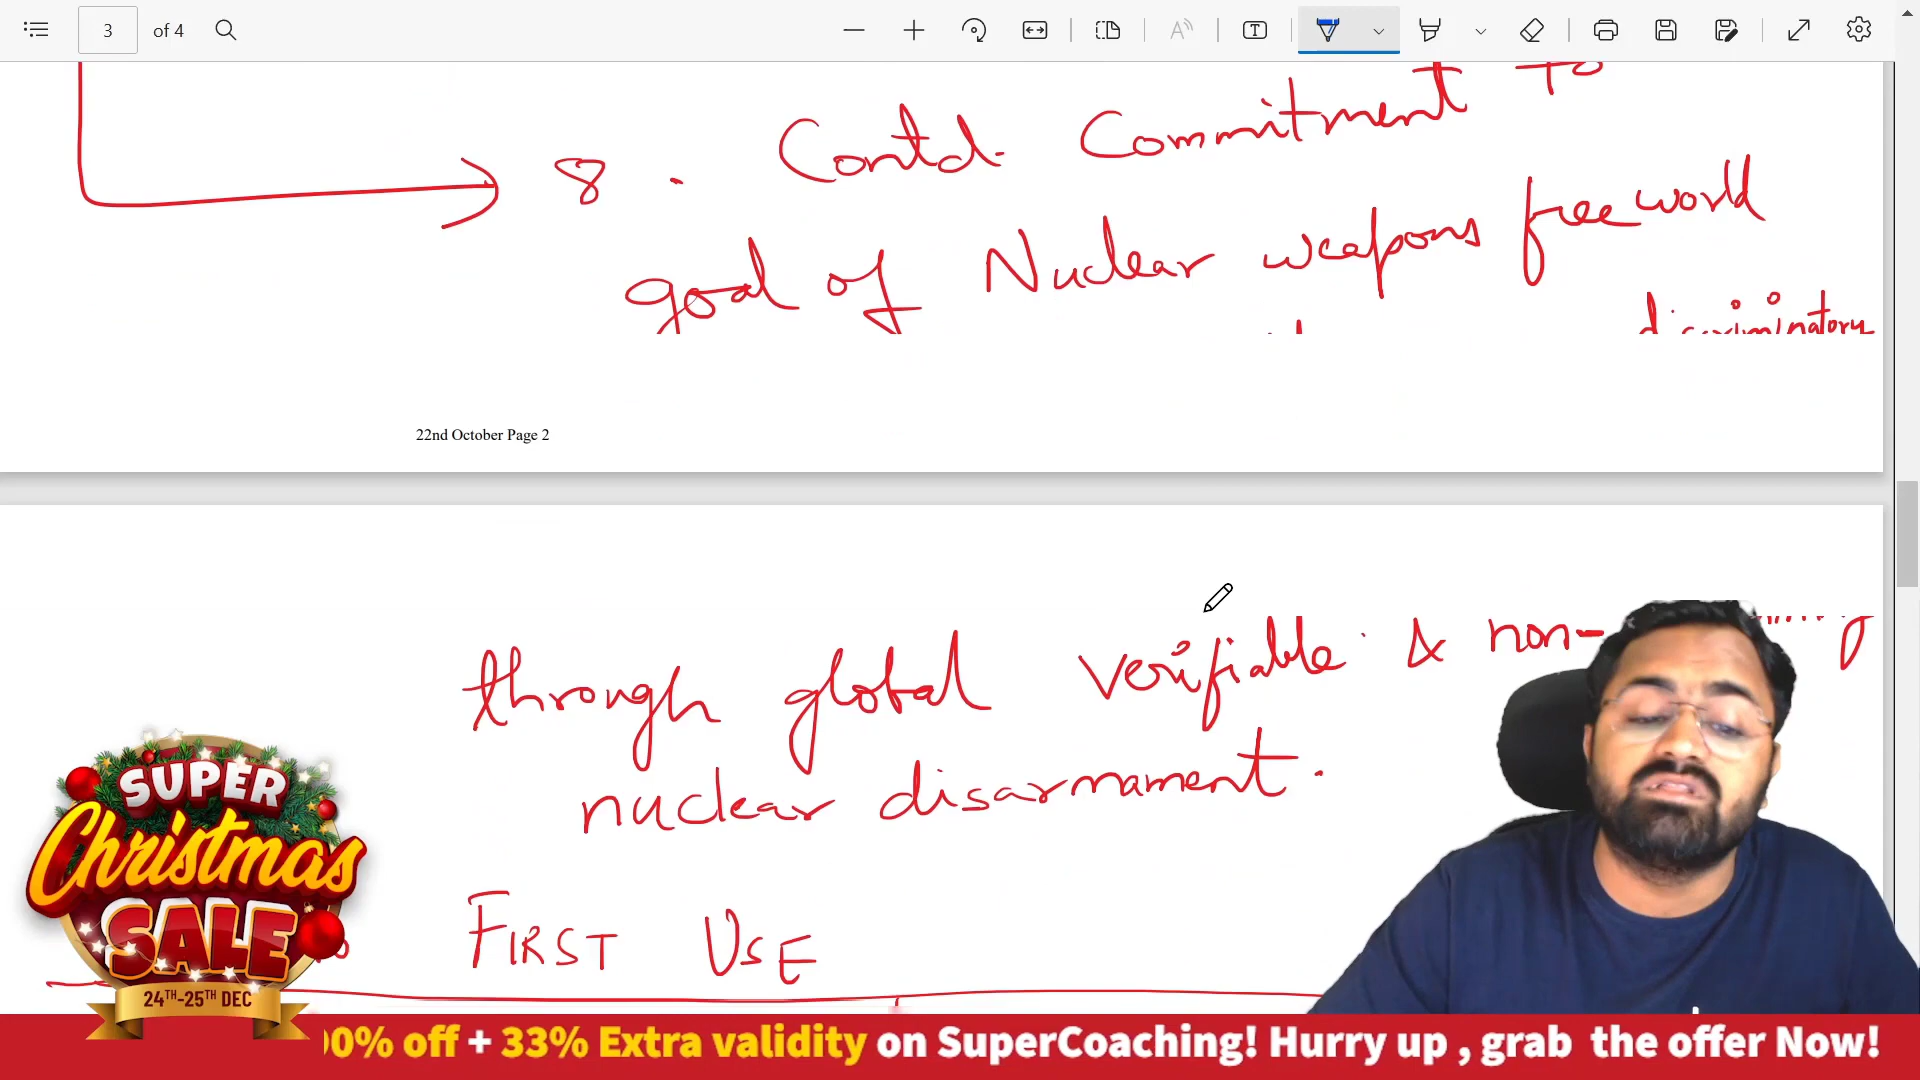 3 of 4
Contd. Commitment to
8. goal of Nuclear weapons free world
discriminatory
22nd October Page 2
through global verifiable & non-
nuclear disarmament.
FIRST USE
SUPER
Christmas
SALE
24TH-25TH DEC
0% off + 33% Extra validity on SuperCoaching! Hurry up , grab the offer Now!